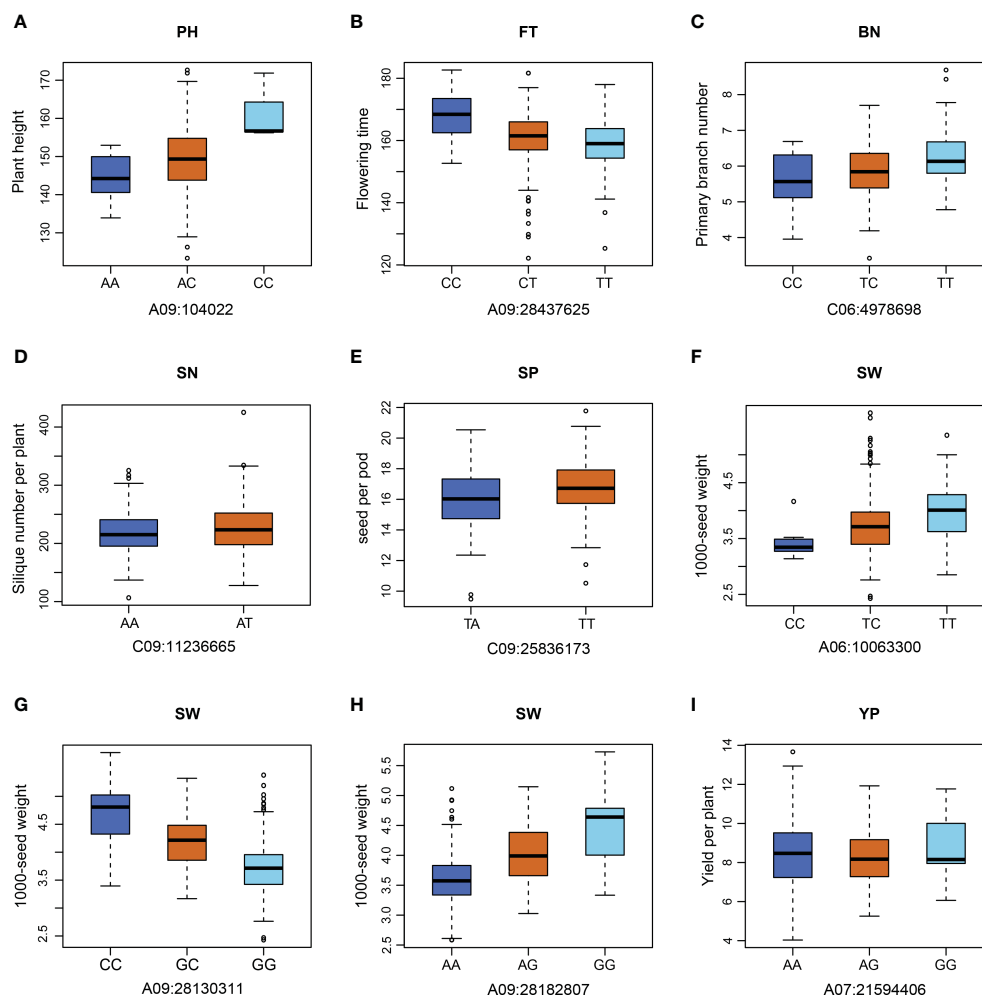 A
PH
Plant height
170
160
150
140
130
AA AC CC
A09:104022
B
FT
Flowering time
180
160
140
120
CC CT TT
A09:28437625
C
BN
Primary branch number
8
7
6
5
4
CC TC TT
C06:4978698
D
SN
Silique number per plant
400
300
200
100
AA AT
C09:11236665
E
SP
seed per pod
22
20
18
16
14
12
10
TA TT
C09:25836173
F
SW
1000-seed weight
4.5
3.5
2.5
CC TC TT
A06:10063300
G
SW
1000-seed weight
4.5
3.5
2.5
CC GC GG
A09:28130311
H
SW
1000-seed weight
5.5
5.0
4.5
4.0
3.5
3.0
2.5
AA AG GG
A09:28182807
I
YP
Yield per plant
14
12
10
8
6
4
AA AG GG
A07:21594406